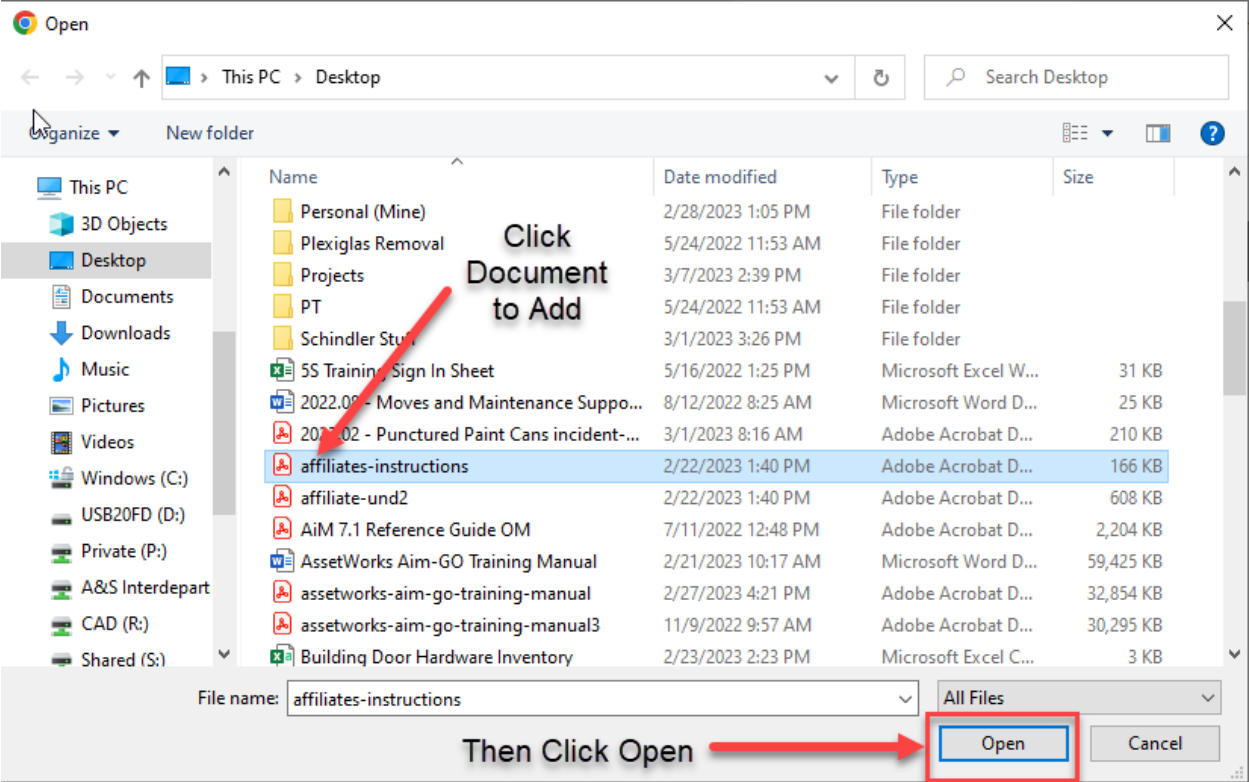 Open
This PC > Desktop
Search Desktop
Organize
New folder
This PC
3D Objects
Desktop
Documents
Downloads
Music
Pictures
Videos
Windows (C:)
USB20FD (D:)
Private (P:)
A&S Interdepart
CAD (R:)
Shared (S:)
Name Date modified Type Size
Personal (Mine) 2/28/2023 1:05 PM File folder
Plexiglas Removal 5/24/2022 11:53 AM File folder
Projects 3/7/2023 2:39 PM File folder
PT 5/24/2022 11:53 AM File folder
Schindler Stuff 3/1/2023 3:26 PM File folder
5S Training Sign In Sheet 5/16/2022 1:25 PM Microsoft Excel W... 31 KB
2022.08 - Moves and Maintenance Suppo... 8/12/2022 8:25 AM Microsoft Word D... 25 KB
- Punctured Paint Cans incident-... 3/1/2023 8:16 AM Adobe Acrobat D... 210 KB
affiliates-instructions 2/22/2023 1:40 PM Adobe Acrobat D... 166 KB
affiliate-und2 2/22/2023 1:40 PM Adobe Acrobat D... 608 KB
AiM 7.1 Reference Guide OM 7/11/2022 12:48 PM Adobe Acrobat D... 2,204 KB
AssetWorks Aim-GO Training Manual 2/21/2023 10:17 AM Microsoft Word D... 59,425 KB
assetworks-aim-go-training-manual 2/27/2023 4:21 PM Adobe Acrobat D... 32,854 KB
assetworks-aim-go-training-manual3 11/9/2022 9:57 AM Adobe Acrobat D... 30,295 KB
Building Door Hardware Inventory 2/23/2023 2:23 PM Microsoft Excel C... 3 KB
Click
Document
to Add
File name: affiliates-instructions All Files
Then Click Open
Open Cancel